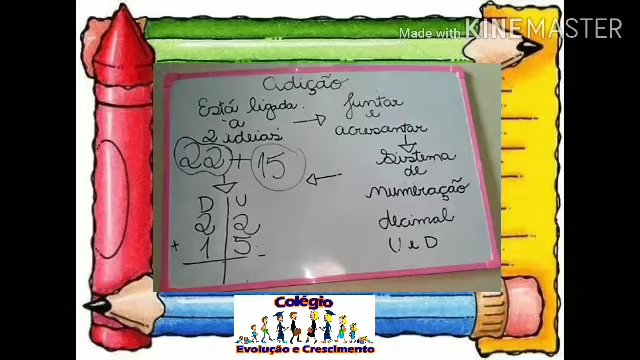 Made with KINEMASTER
Adição
Está ligada.
à
2 ideias
Juntar
e
acresantar
22 + 15
Sistema
de
numeração
decimal
U e D
D U
2 2
+ 1 5
Colégio
Evolução e Crescimento